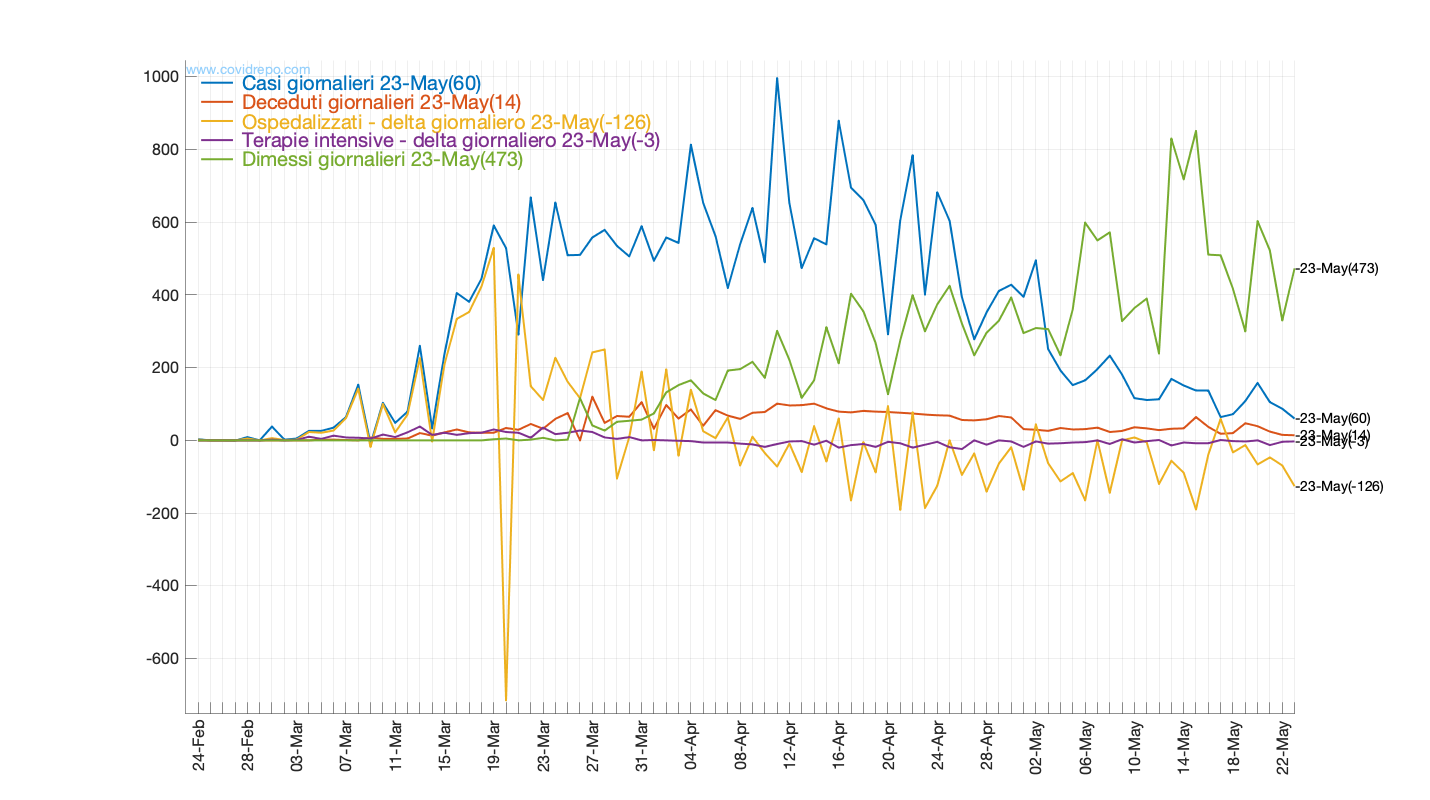 www.covidrepo.com
Casi giornalieri 23-May(60)
Deceduti giornalieri 23-May(14)
Ospedalizzati - delta giornaliero 23-May(-126)
Terapie intensive - delta giornaliero 23-May(-3)
Dimessi giornalieri 23-May(473)
1000
800
600
400
200
0
-200
-400
-600
-23-May(473)
-23-May(60)
-23-May(14)
-23-May(-3)
-23-May(-126)
24-Feb
28-Feb
03-Mar
07-Mar
11-Mar
15-Mar
19-Mar
23-Mar
27-Mar
31-Mar
04-Apr
08-Apr
12-Apr
16-Apr
20-Apr
24-Apr
28-Apr
02-May
06-May
10-May
14-May
18-May
22-May